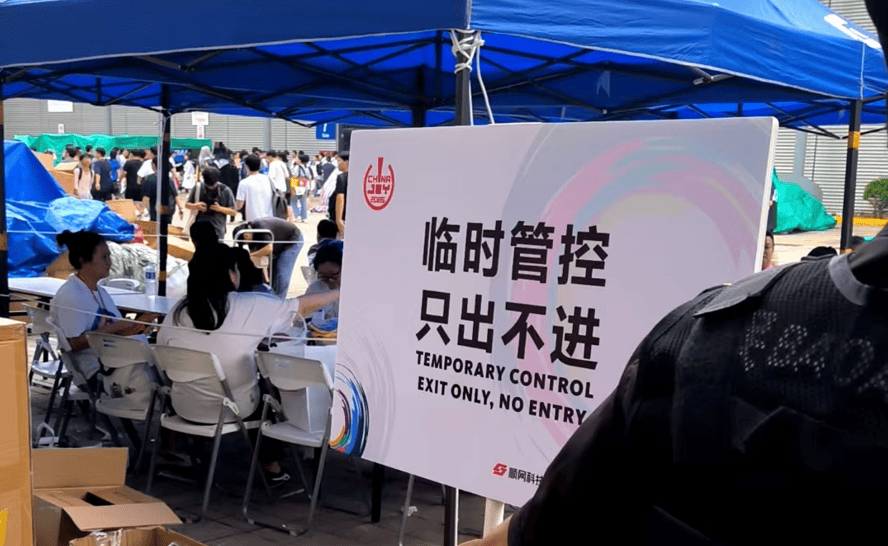 CHINA
JOY
临时管控
只出不进
TEMPORARY CONTROL
EXIT ONLY, NO ENTRY
顺网科技